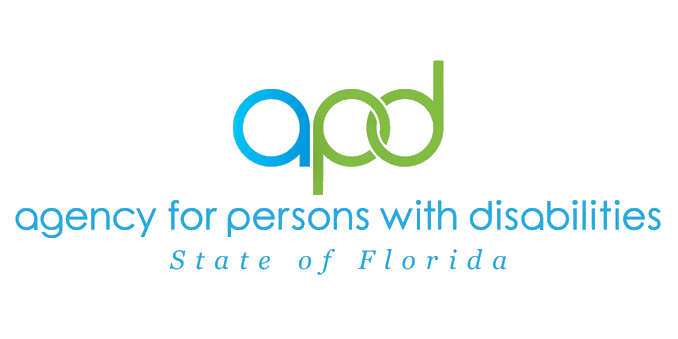 apd
agency for persons with disabilities
State of Florida